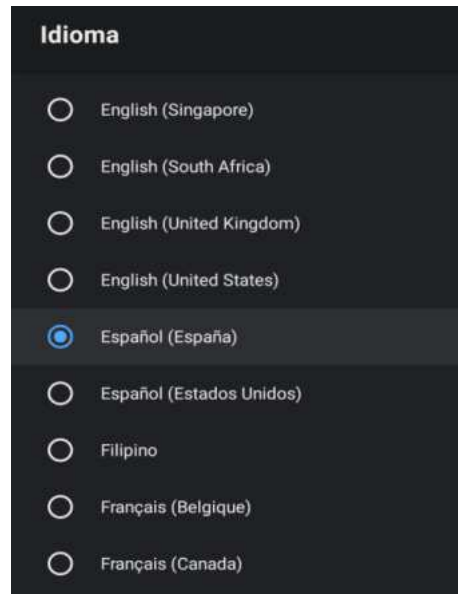 Idioma
English (Singapore)
English (South Africa)
English (United Kingdom)
English (United States)
Español (España)
Español (Estados Unidos)
Filipino
Français (Belgique)
Français (Canada)